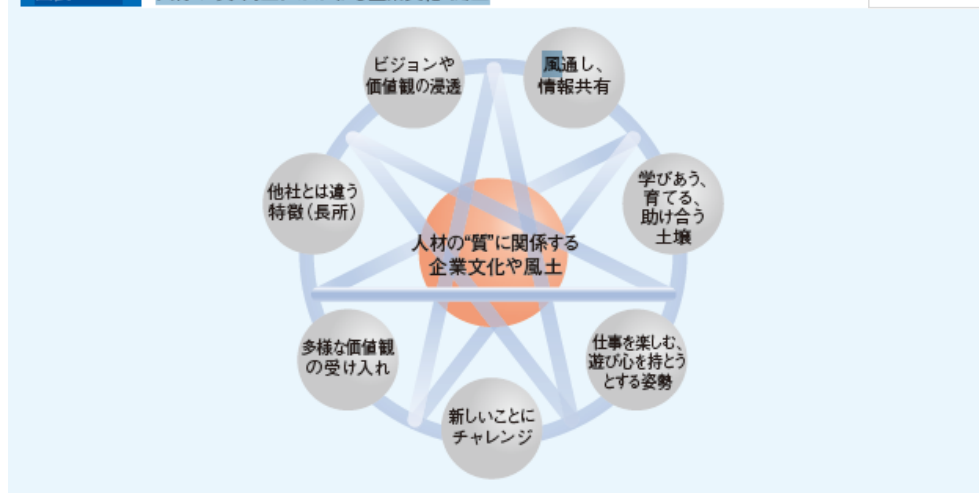 ビジョンや
価値観の浸透
風通し、
情報共有
他社とは違う
特徴（長所）
学びあう、
育てる、
助け合う
土壌
人材の“質”に関係する
企業文化や風土
多様な価値観
の受け入れ
仕事を楽しむ、
遊び心を持とう
とする姿勢
新しいことに
チャレンジ